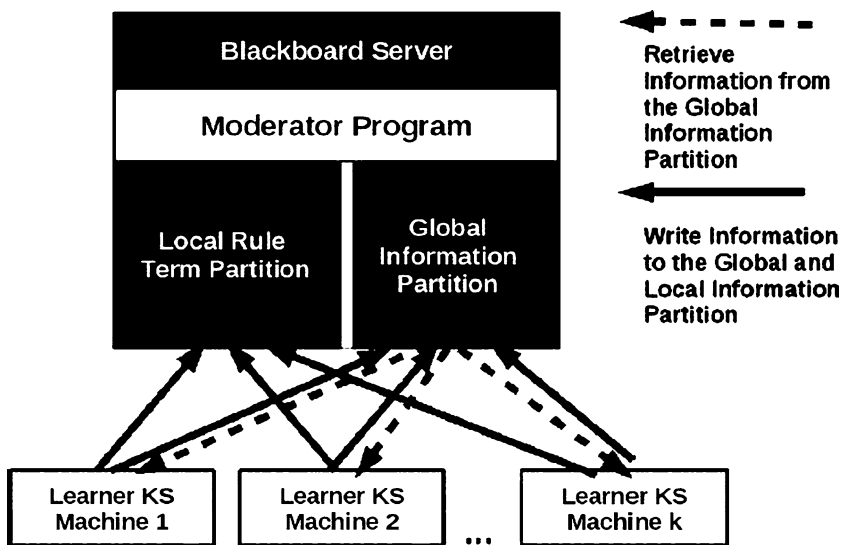 Blackboard Server
Moderator Program
Local Rule
Term Partition
Global
Information
Partition
Retrieve
Information from
the Global
Information
Partition
Write Information
to the Global and
Local Information
Partition
Learner KS
Machine 1
Learner KS
Machine 2
...
Learner KS
Machine k